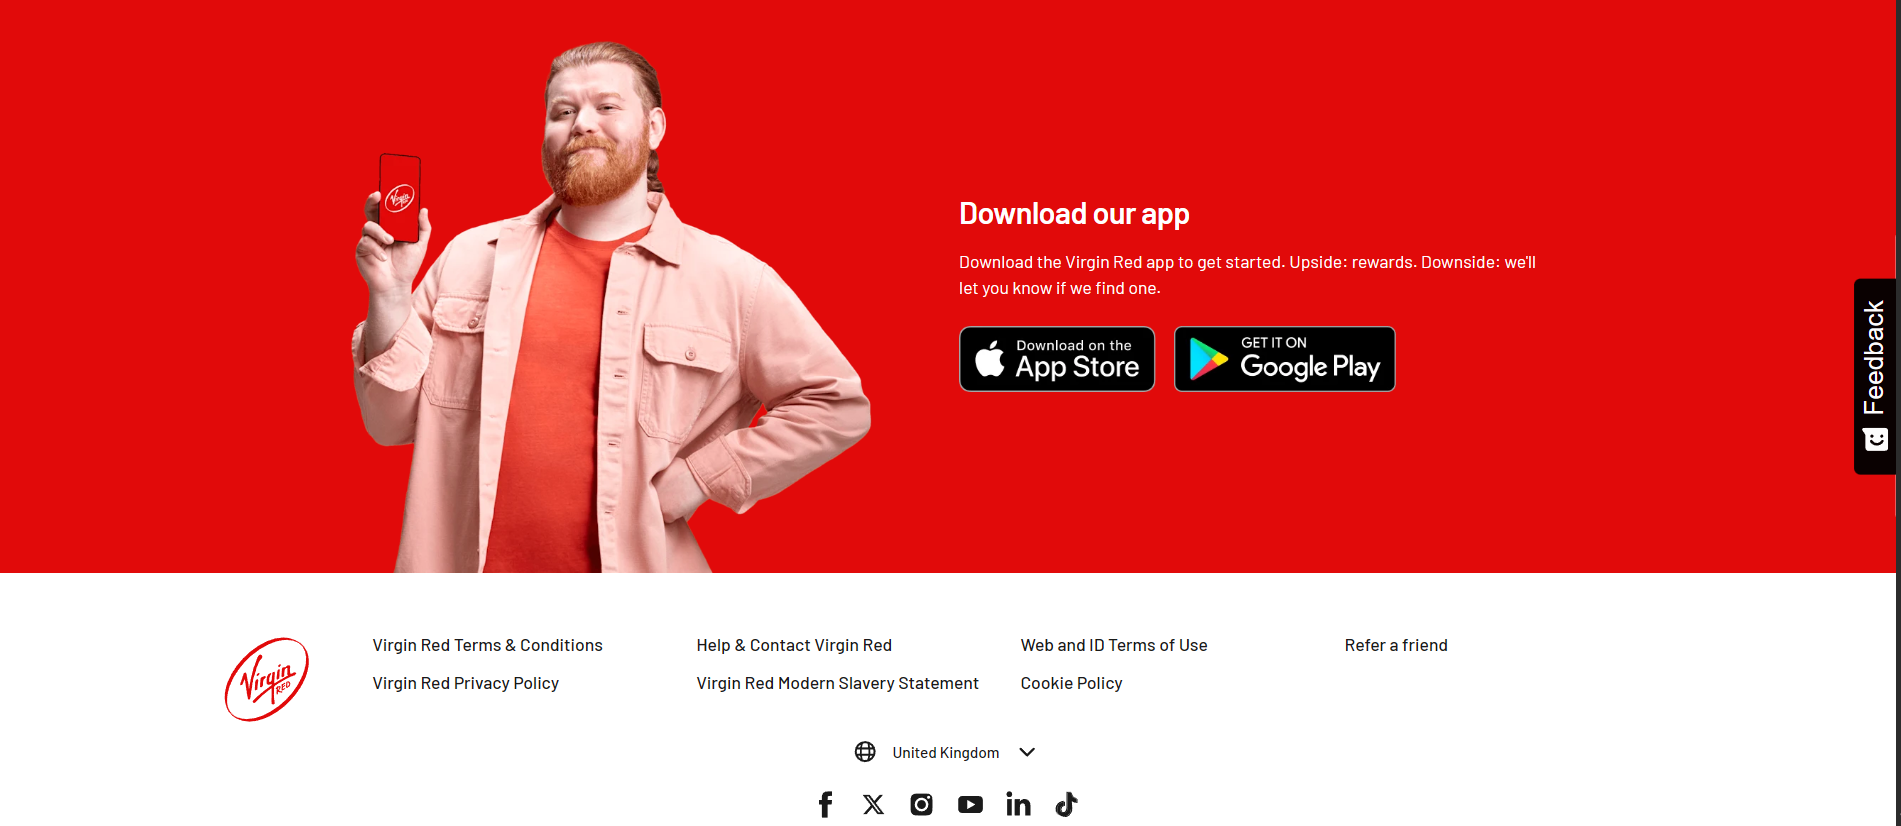 Virgin
Download our app
Download the Virgin Red app to get started. Upside: rewards. Downside: we'll
let you know if we find one.
Download on the
App Store
GET IT ON
Google Play
Feedback
Virgin
RED
Virgin Red Terms & Conditions
Help & Contact Virgin Red
Web and ID Terms of Use
Refer a friend
Virgin Red Privacy Policy
Virgin Red Modern Slavery Statement
Cookie Policy
United Kingdom